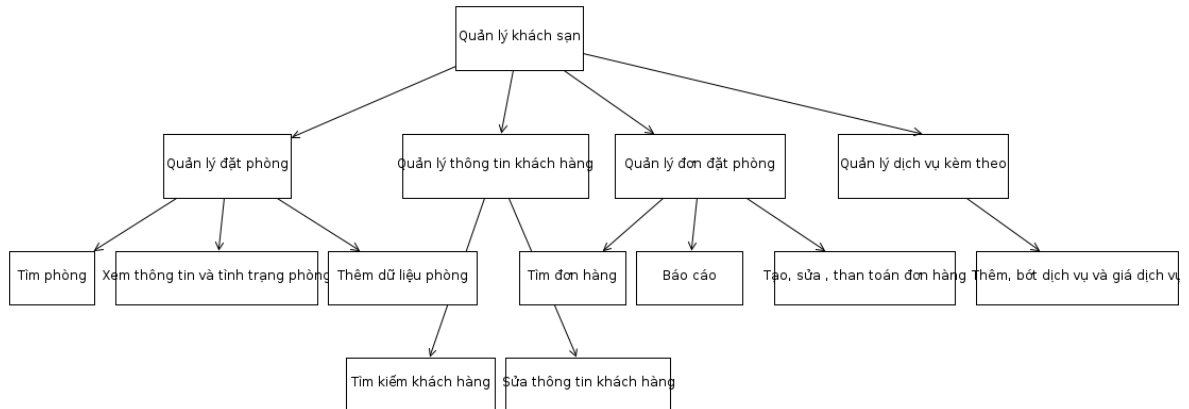 Quản lý khách sạn
Quản lý đặt phòng
Quản lý thông tin khách hàng
Quản lý đơn đặt phòng
Quản lý dịch vụ kèm theo
Tìm phòng
Xem thông tin và tình trạng phòng
Thêm dữ liệu phòng
Tìm đơn hàng
Báo cáo
Tạo, sửa , than toán đơn hàng
Thêm, bớt dịch vụ và giá dịch vụ
Tìm kiếm khách hàng
Sửa thông tin khách hàng